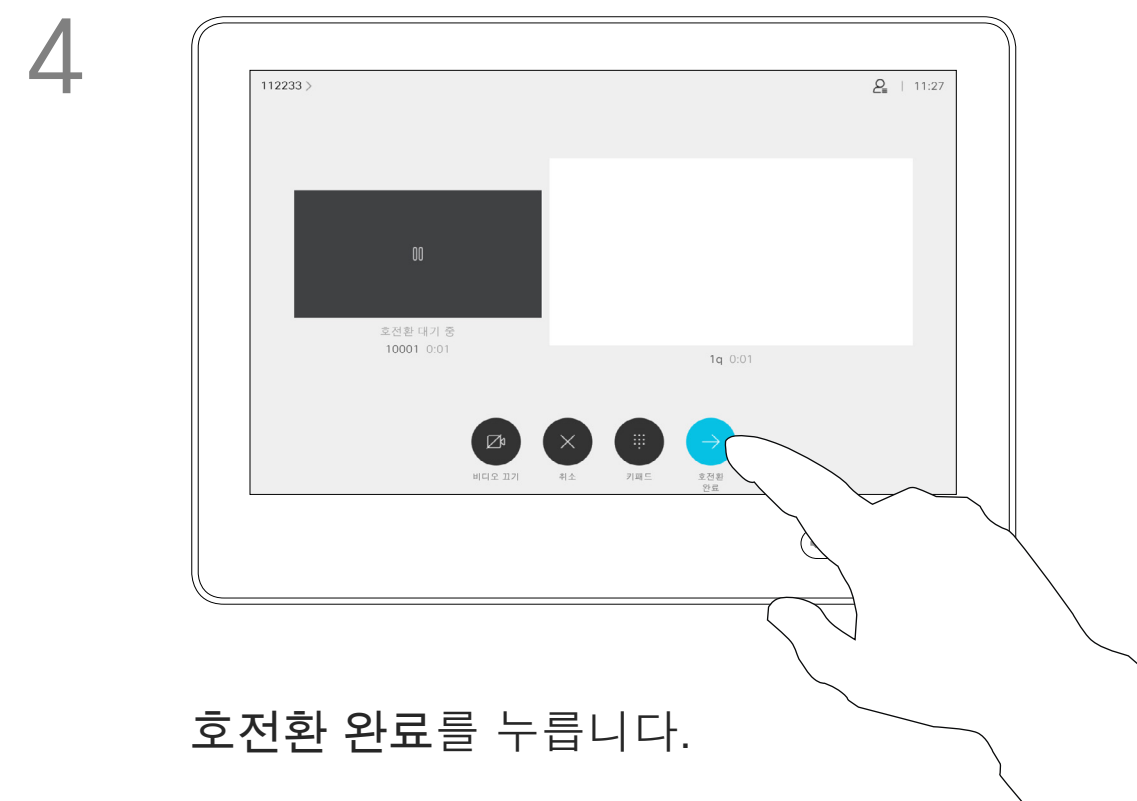 4
112233 >
11:27
호전환 대기 중
10001 0:01
1q 0:01
비디오 끄기
취소
키패드
호전환
완료
호전환 완료를 누릅니다.